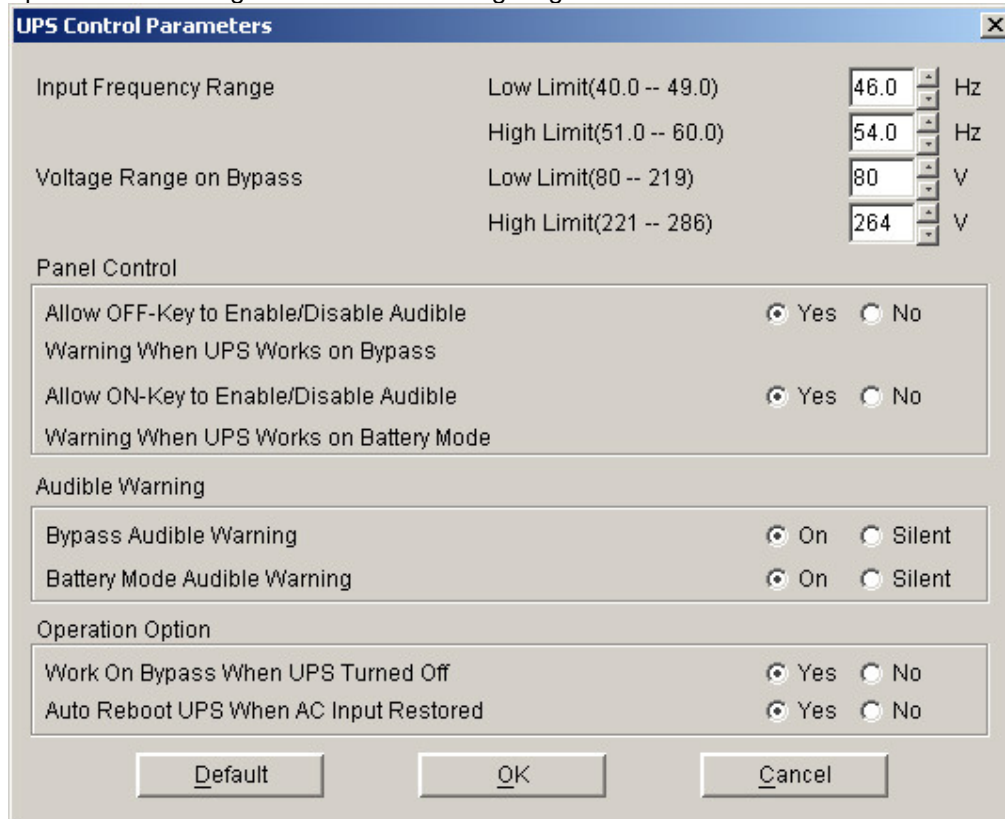 UPS Control Parameters
Input Frequency Range Low Limit(40.0 -- 49.0) 46.0 Hz
High Limit(51.0 -- 60.0) 54.0 Hz
Voltage Range on Bypass Low Limit(80 -- 219) 80 V
High Limit(221 -- 286) 264 V
Panel Control
Allow OFF-Key to Enable/Disable Audible Yes No
Warning When UPS Works on Bypass
Allow ON-Key to Enable/Disable Audible Yes No
Warning When UPS Works on Battery Mode
Audible Warning
Bypass Audible Warning On Silent
Battery Mode Audible Warning On Silent
Operation Option
Work On Bypass When UPS Turned Off Yes No
Auto Reboot UPS When AC Input Restored Yes No
Default OK Cancel